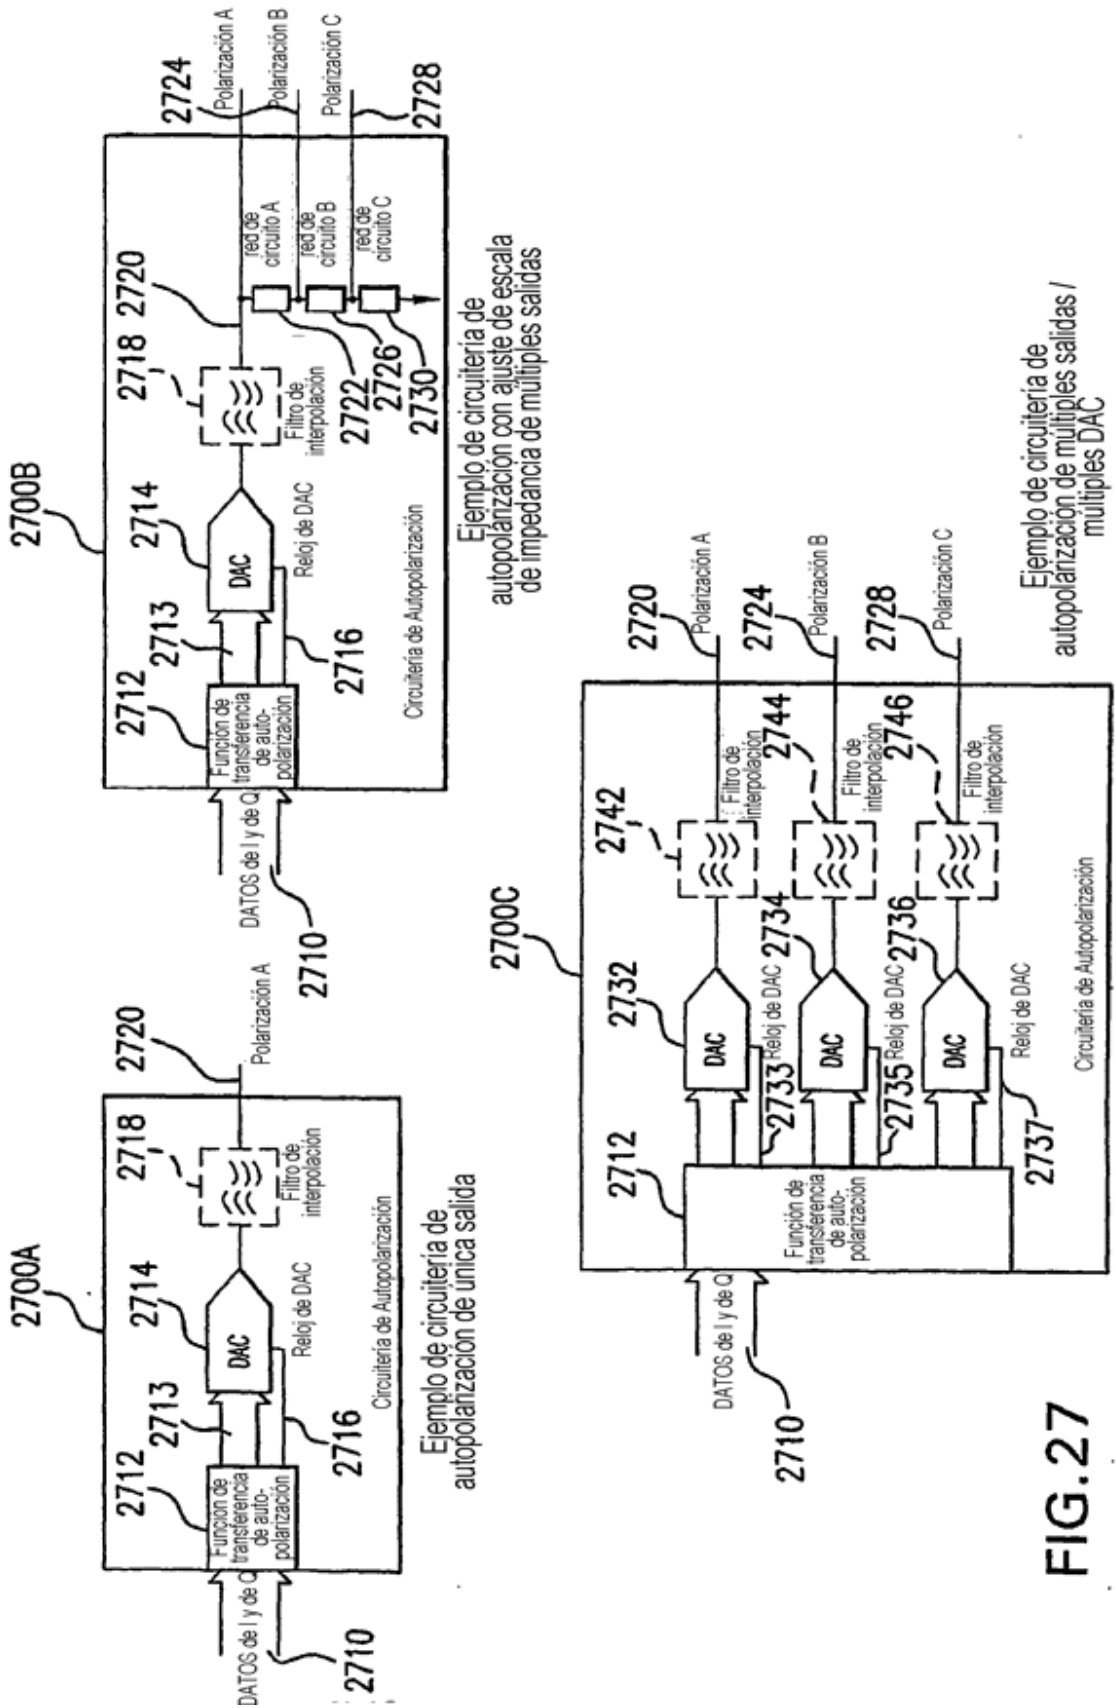 2700A
2712
2713
2714
2718
2720
DATOS de I y de Q
2710
Función de
transferencia
de auto-
polarización
DAC
Reloj de DAC
2716
Filtro de
interpolación
Polarización A
Circuitería de Autopolarización
Ejemplo de circuitería de
autopolarización de única salida
2700B
2712
2713
2714
2718
2720
2724
DATOS de I y de Q
2710
Función de
transferencia
de auto-
polarización
DAC
Reloj de DAC
2716
Filtro de
interpolación
Polarización A
red de
circuito A
Polarización B
red de
circuito B
Polarización C
red de
circuito C
2728
2722
2726
2730
Circuitería de Autopolarización
Ejemplo de circuitería de
autopolarización con ajuste de escala
de impedancia de múltiples salidas
2700C
2712
2732
2742
2720
DATOS de I y de Q
2710
Función de
transferencia
de auto-
polarización
DAC
Reloj de DAC
2733
2734
Filtro de
interpolación
2744
Polarización A
2724
DAC
Reloj de DAC
2735
2736
Filtro de
interpolación
2746
Polarización B
2728
DAC
Reloj de DAC
2737
Filtro de
interpolación
Polarización C
Circuitería de Autopolarización
Ejemplo de circuitería de
autopolarización de múltiples salidas /
múltiples DAC
FIG.27